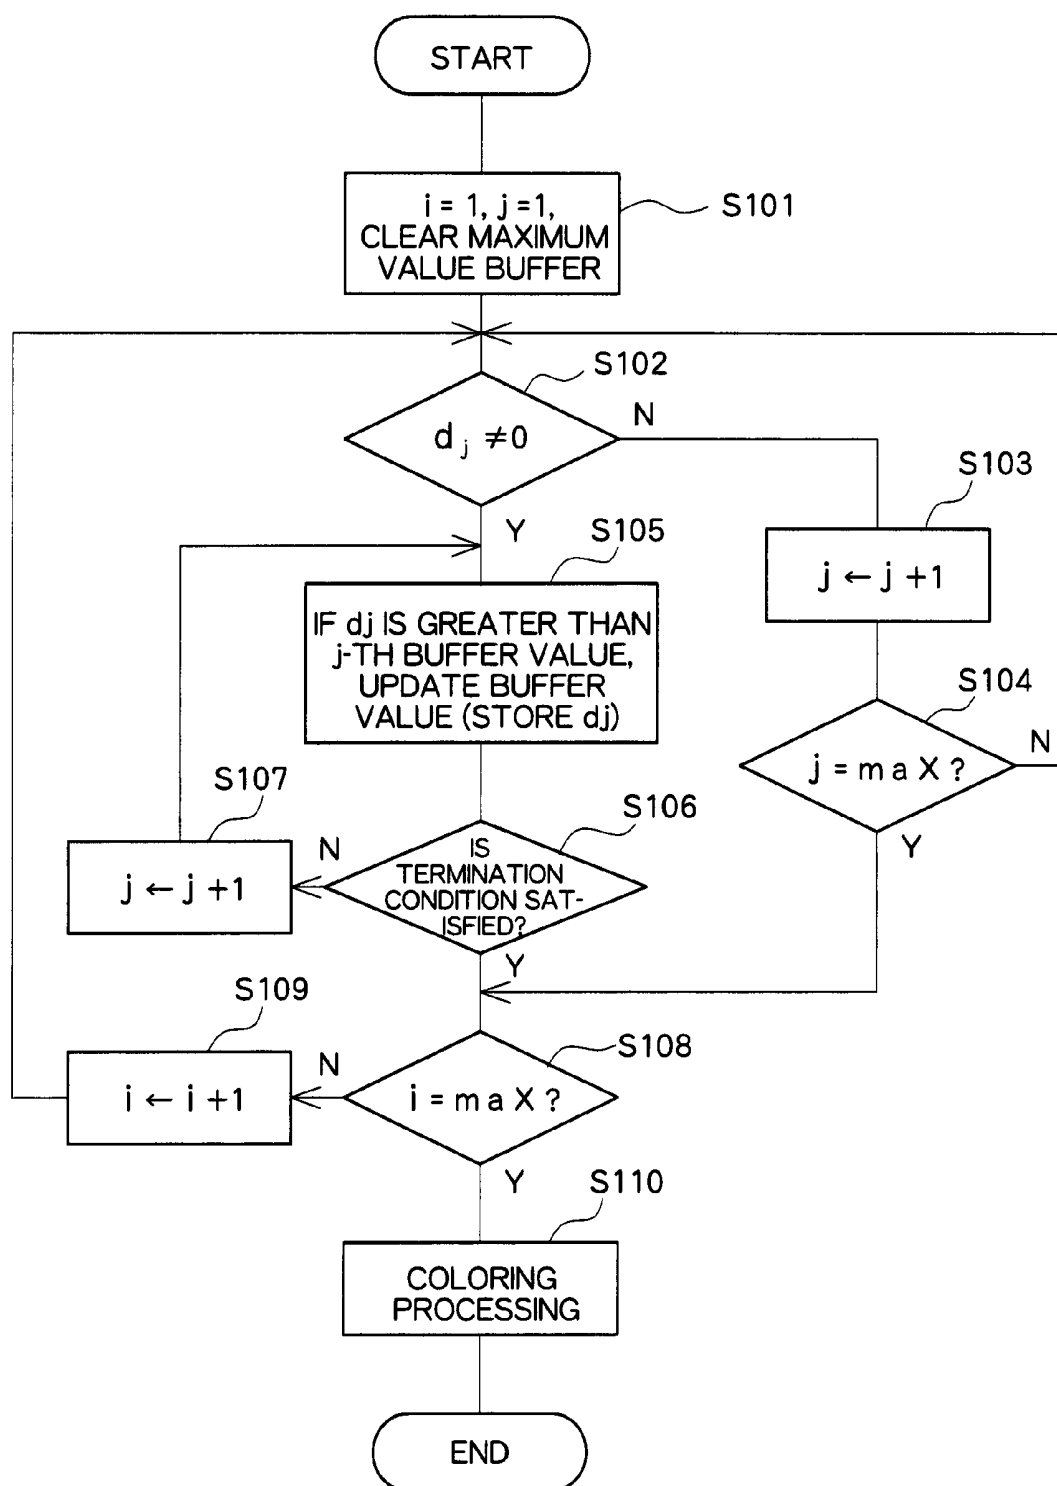 START
i = 1, j =1,
CLEAR MAXIMUM
VALUE BUFFER
S101
S102
d j ≠0
N
Y
S103
j ← j +1
S105
IF dj IS GREATER THAN
j-TH BUFFER VALUE,
UPDATE BUFFER
VALUE (STORE dj)
S104
j = m a X ?
N
Y
S107
j ← j +1
N
S106
IS
TERMINATION
CONDITION SAT-
ISFIED?
Y
S109
i ← i +1
N
S108
i = m a X ?
Y
S110
COLORING
PROCESSING
END